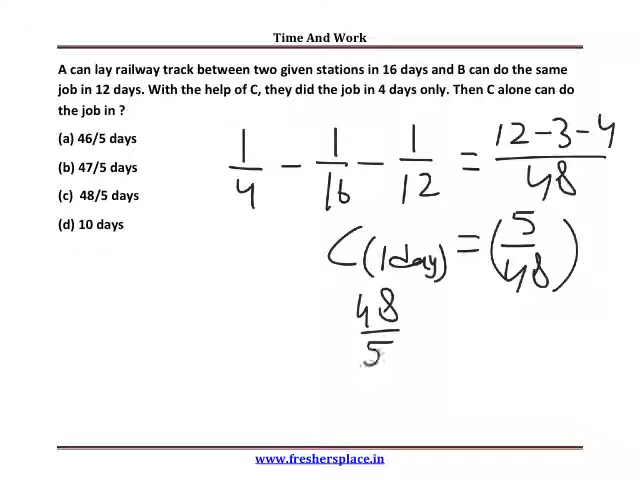 Time And Work
A can lay railway track between two given stations in 16 days and B can do the same
job in 12 days. With the help of C, they did the job in 4 days only. Then C alone can do
the job in ?
(a) 46/5 days
(b) 47/5 days
(c) 48/5 days
(d) 10 days
1/4 - 1/16 - 1/12 = (12-3-4)/48
C(1day) = (5/48)
48/5
www.freshersplace.in